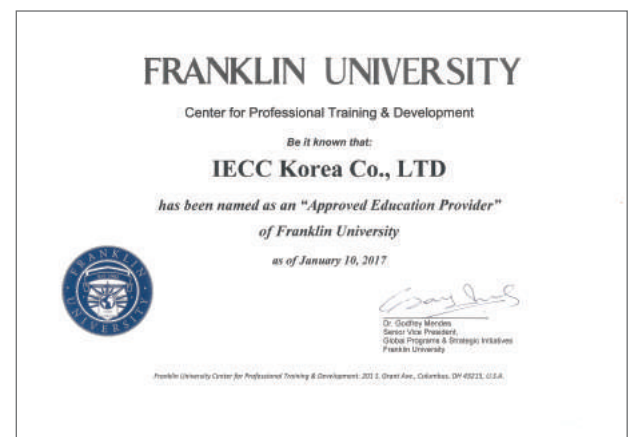 FRANKLIN UNIVERSITY
Center for Professional Training & Development
Be it known that:
IECC Korea Co., LTD
has been named as an “Approved Education Provider”
of Franklin University
as of January 10, 2017
FRANKLIN
UNIVERSITY
Dr. Godfrey Mendes
Senior Vice President,
Global Programs & Strategic Initiatives
Franklin University
Franklin University Center for Professional Training & Development: 201 S. Grant Ave., Columbus, OH 43215, U.S.A.